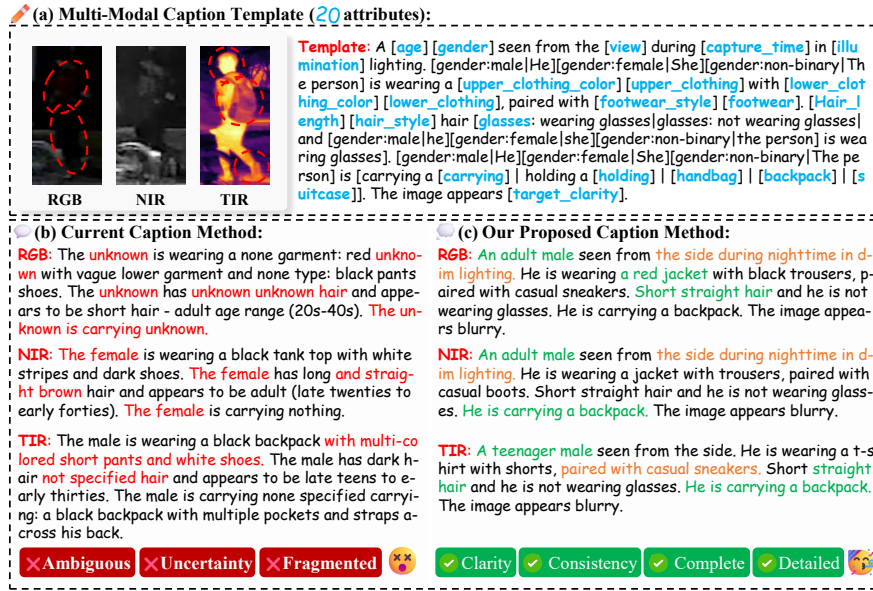 (a) Multi-Modal Caption Template (20 attributes):
RGB
NIR
TIR
Template: A [age] [gender] seen from the [view] during [capture_time] in [illu
mination] lighting. [gender:male|He][gender:female|She][gender:non-binary|Th
e person] is wearing a [upper_clothing_color] [upper_clothing] with [lower_clot
hing_color] [lower_clothing], paired with [footwear_style] [footwear]. [Hair_l
ength] [hair_style] hair [glasses: wearing glasses|glasses: not wearing glasses|
and [gender:male|he][gender:female|she][gender:non-binary|the person] is wea
ring glasses]. [gender:male|He][gender:female|She][gender:non-binary|The pe
rson] is [carrying a [carrying] | holding a [holding] | [handbag] | [backpack] | [s
uitcase]]. The image appears [target_clarity].
(b) Current Caption Method:
RGB: The unknown is wearing a none garment: red unkno-
wn with vague lower garment and none type: black pants
shoes. The unknown has unknown unknown hair and appe-
ars to be short hair - adult age range (20s-40s). The un-
known is carrying unknown.
NIR: The female is wearing a black tank top with white
stripes and dark shoes. The female has long and straig-
ht brown hair and appears to be adult (late twenties to
early forties). The female is carrying nothing.
TIR: The male is wearing a black backpack with multi-co
lored short pants and white shoes. The male has dark h-
air not specified hair and appears to be late teens to e-
arly thirties. The male is carrying none specified carryi-
ng: a black backpack with multiple pockets and straps a-
cross his back.
Ambiguous
Uncertainty
Fragmented
(c) Our Proposed Caption Method:
RGB: An adult male seen from the side during nighttime in d-
im lighting. He is wearing a red jacket with black trousers, p-
aired with casual sneakers. Short straight hair and he is not
wearing glasses. He is carrying a backpack. The image appea-
rs blurry.
NIR: An adult male seen from the side during nighttime in d-
im lighting. He is wearing a jacket with trousers, paired with
casual boots. Short straight hair and he is not wearing glass-
es. He is carrying a backpack. The image appears blurry.
TIR: A teenager male seen from the side. He is wearing a t-s
hirt with shorts, paired with casual sneakers. Short straight
hair and he is not wearing glasses. He is carrying a backpack.
The image appears blurry.
Clarity
Consistency
Complete
Detailed